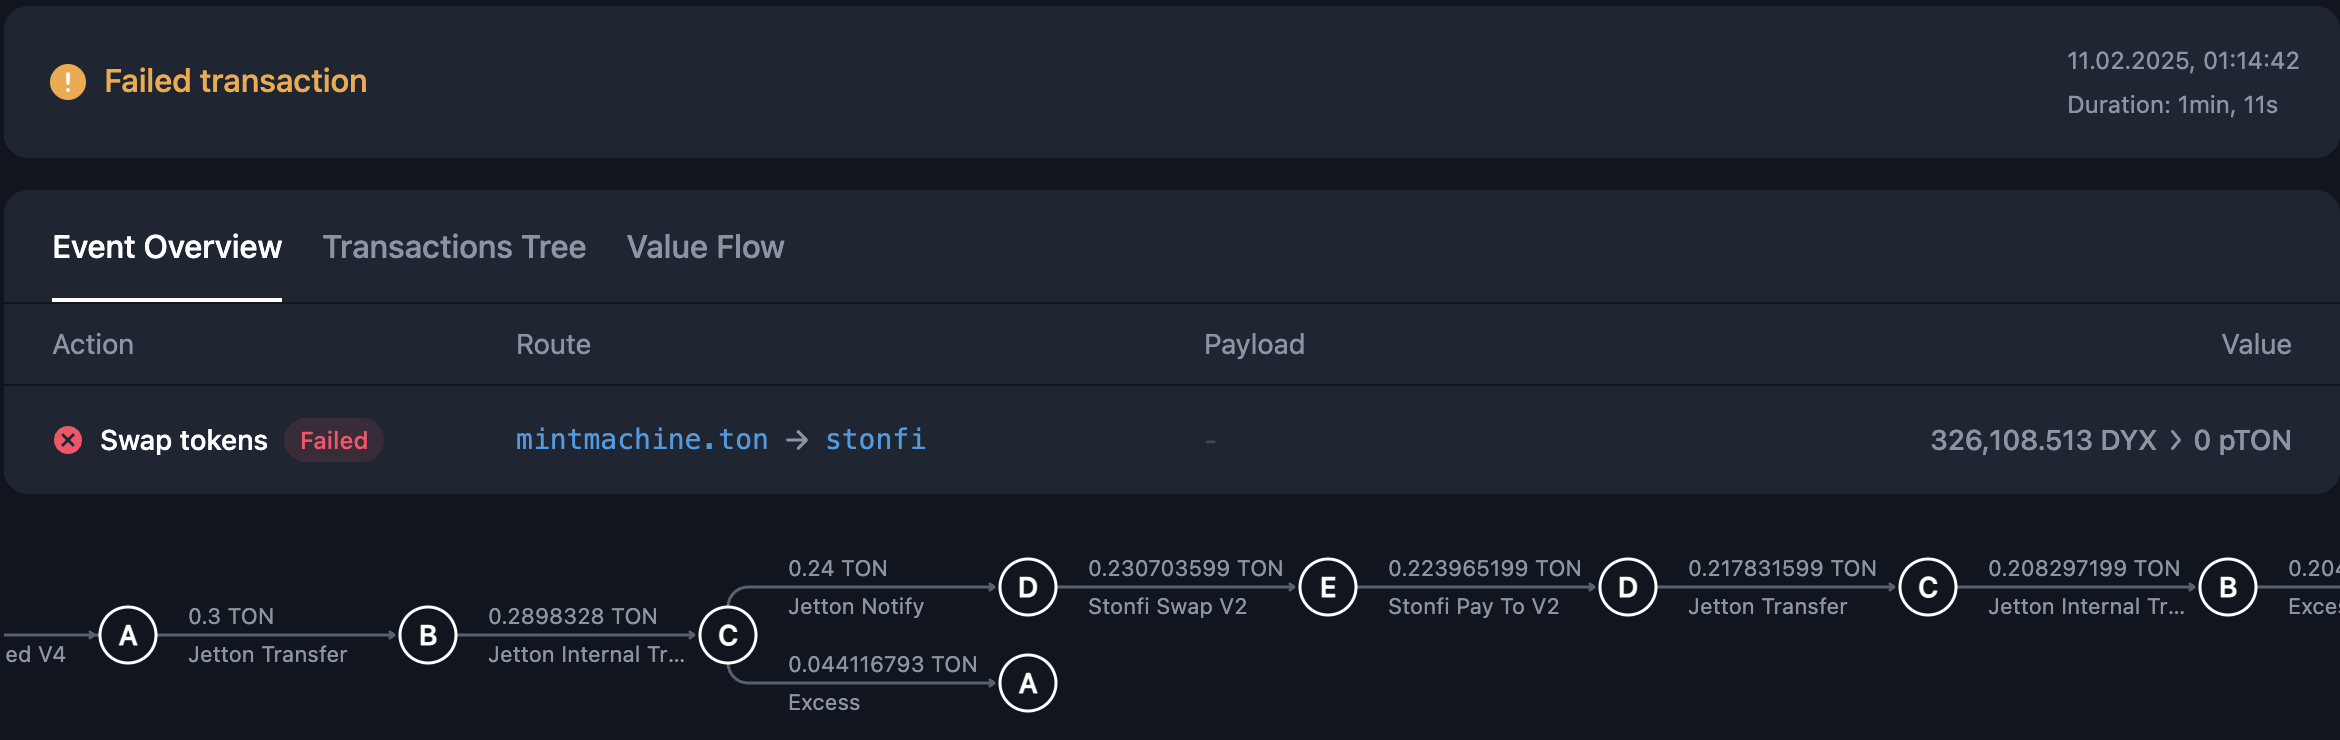 Failed transaction
11.02.2025, 01:14:42
Duration: 1min, 11s
Event Overview Transactions Tree Value Flow
Action Route Payload Value
Swap tokens Failed mintmachine.ton → stonfi - 326,108.513 DYX > 0 pTON
ed V4
A
0.3 TON
Jetton Transfer
B
0.2898328 TON
Jetton Internal Tr...
C
0.24 TON
Jetton Notify
D
0.230703599 TON
Stonfi Swap V2
E
0.223965199 TON
Stonfi Pay To V2
D
0.217831599 TON
Jetton Transfer
C
0.208297199 TON
Jetton Internal Tr...
B
0.204
Exces
0.044116793 TON
Excess
A